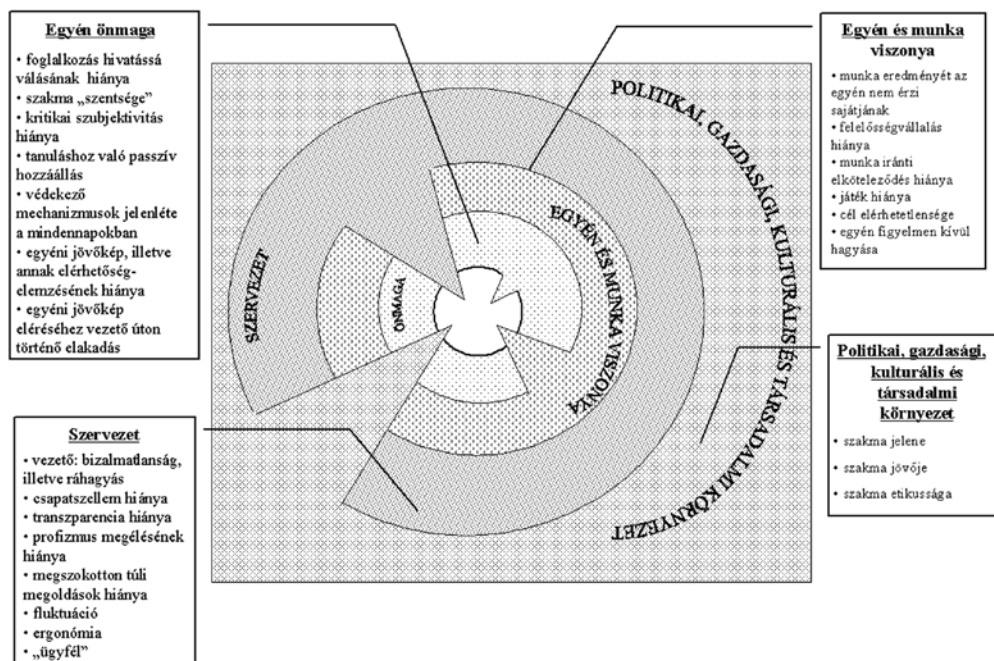 Egyén önmaga
• foglalkozás hivatássá
válásának hiánya
• szakma „szentsége”
• kritikai szubjektivitás
hiánya
• tanuláshoz való passzív
hozzáállás
• védekező
mechanizmusok jelenléte
a mindennapokban
• egyéni jövőkép, illetve
annak elérhetőség-
elemzésének hiánya
• egyéni jövőkép
eléréséhez vezető úton
történő elakadás
Szervezet
• vezető: bizalmatlanság,
illetve ráhagyás
• csapatszellem hiánya
• transzparencia hiánya
• profizmus megélésének
hiánya
• megszokotton túli
megoldások hiánya
• fluktuáció
• ergonómia
• „ügyfél”
SZERVEZET
ÖNMAGA
EGYÉN ÉS MUNKA VISZONYA
POLITIKAI, GAZDASÁGI, KULTURÁLIS ÉS TÁRSADALMI KÖRNYEZET
Egyén és munka
viszonya
• munka eredményét az
egyén nem érzi
sajátjának
• felelősségvállalás
hiánya
• munka iránti
elköteleződés hiánya
• játék hiánya
• cél elérhetetlensége
• egyén figyelmen kívül
hagyása
Politikai, gazdasági,
kulturális és
társadalmi
környezet
• szakma jelene
• szakma jövője
• szakma etikussága